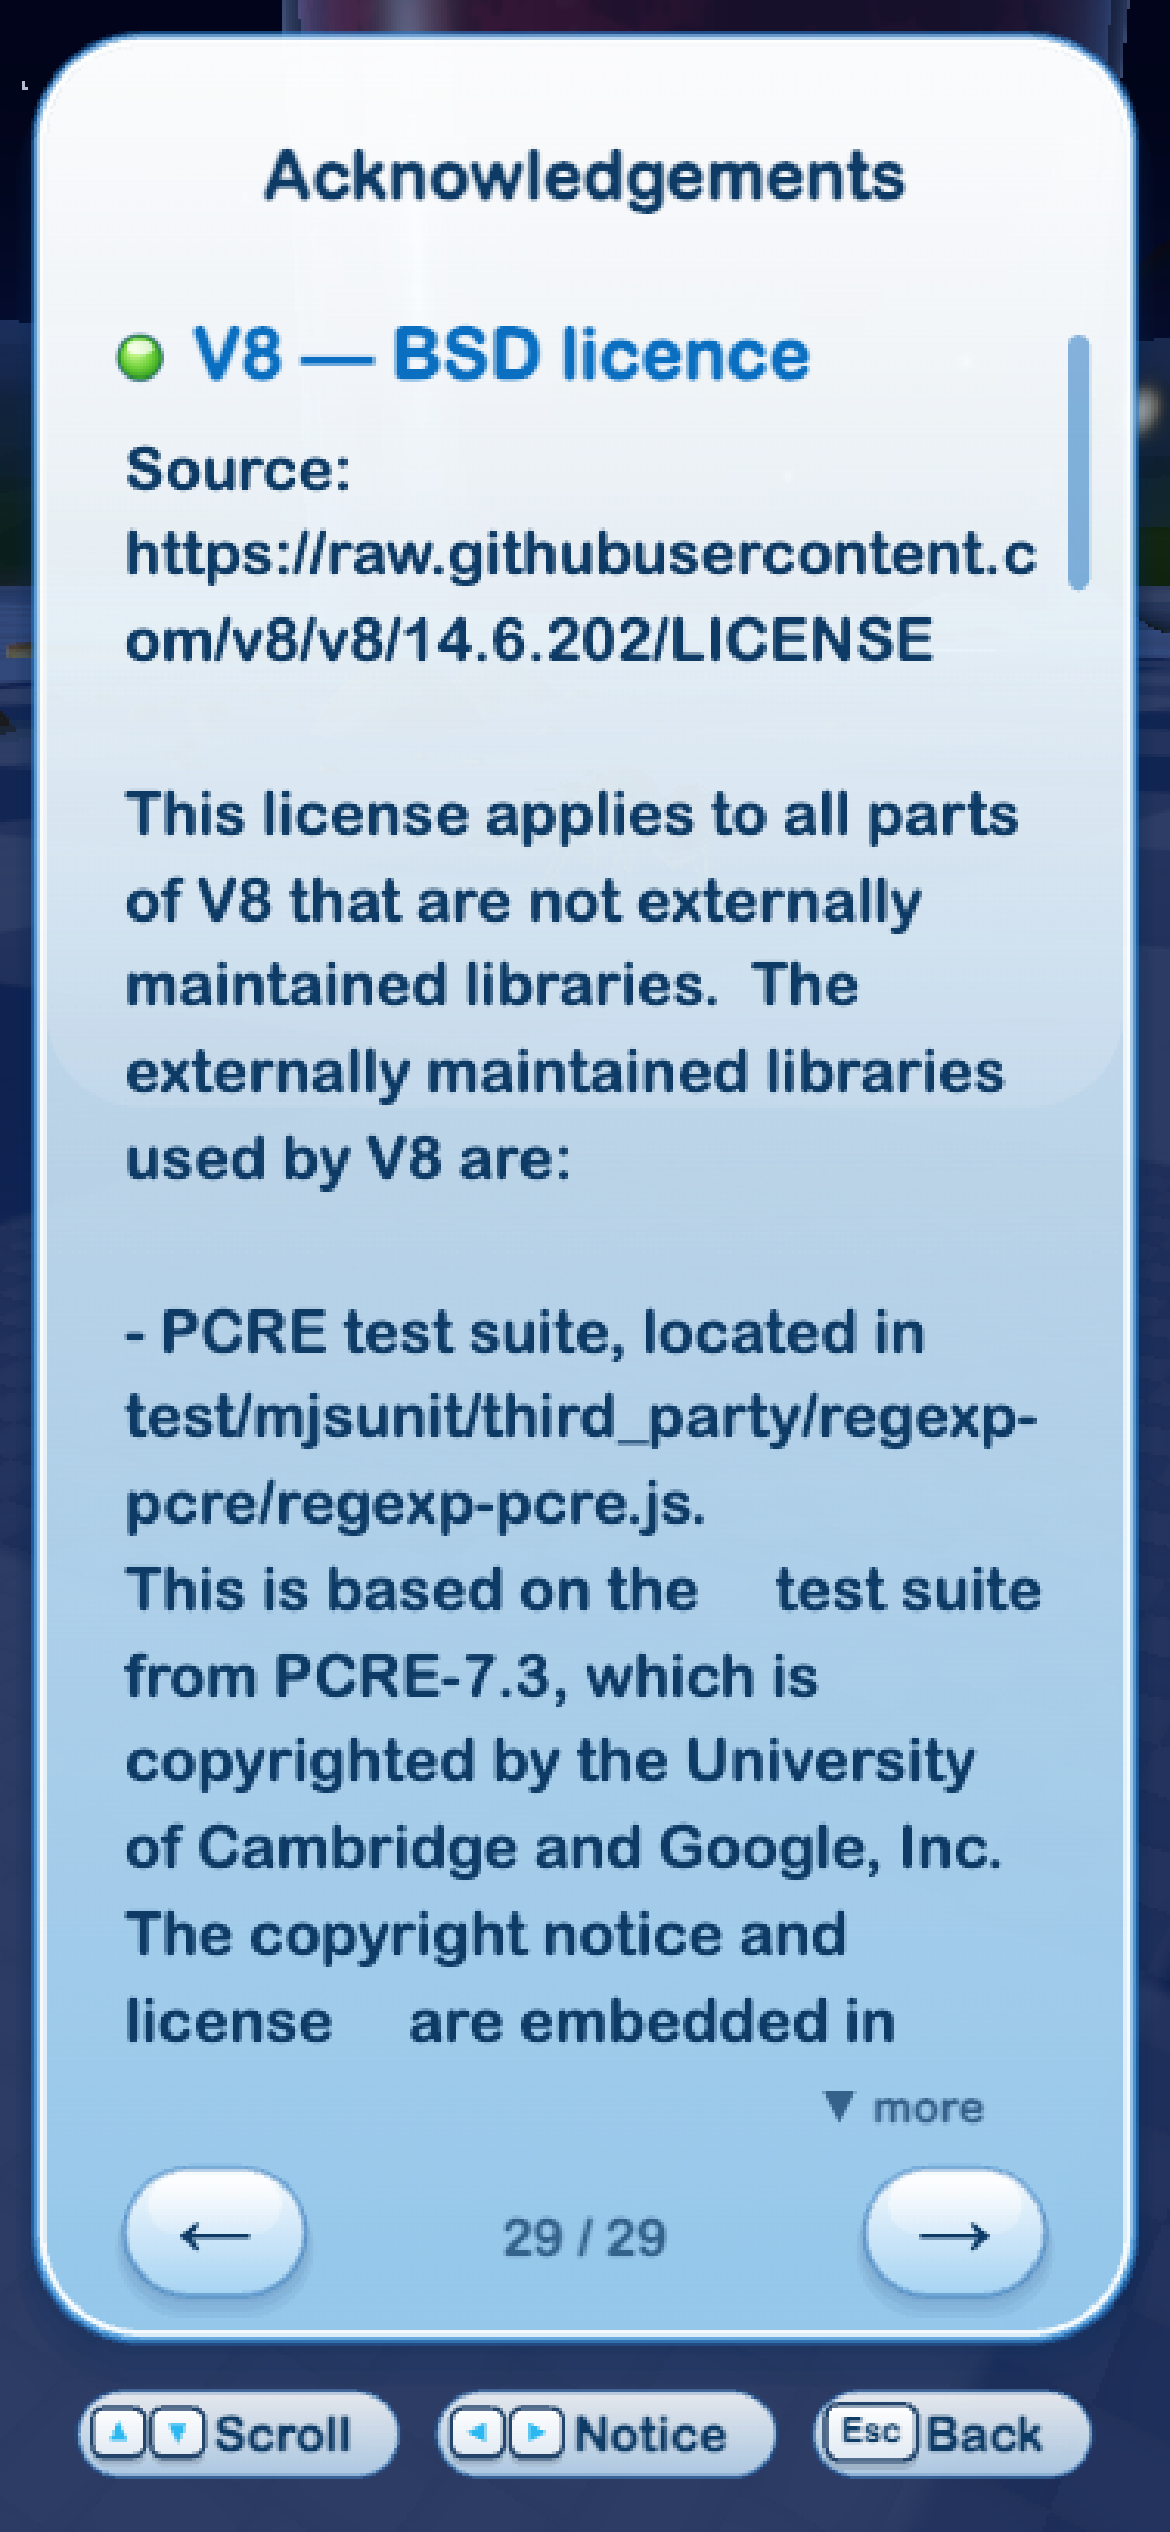 Acknowledgements
V8 — BSD licence
Source:
https://raw.githubusercontent.c
om/v8/v8/14.6.202/LICENSE
This license applies to all parts
of V8 that are not externally
maintained libraries.  The
externally maintained libraries
used by V8 are:
- PCRE test suite, located in
test/mjsunit/third_party/regexp-
pcre/regexp-pcre.js.
This is based on the     test suite
from PCRE-7.3, which is
copyrighted by the University
of Cambridge and Google, Inc.
The copyright notice and
license     are embedded in
▼ more
← 29 / 29 →
▲ ▼ Scroll ◄ ► Notice Esc Back